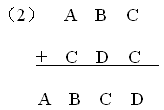 （2） A B C
+ C D C
A B C D